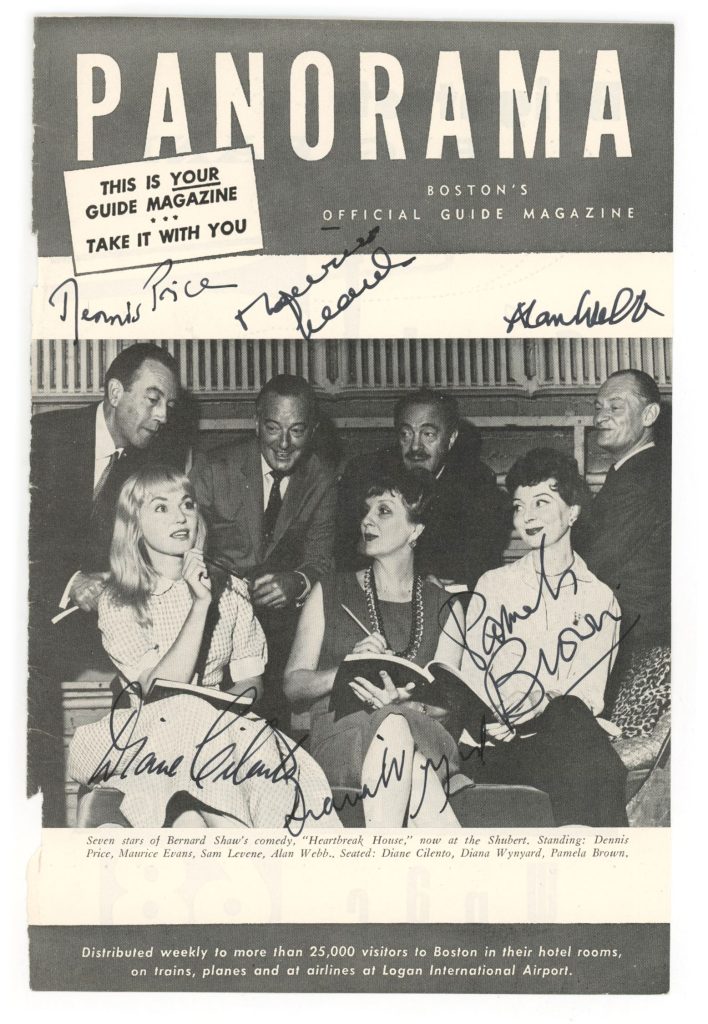 PANORAMA
THIS IS YOUR
GUIDE MAGAZINE
• • •
TAKE IT WITH YOU
BOSTON'S
OFFICIAL GUIDE MAGAZINE
Dennis Price
Maurice
Alan Webb
Pamela
Brown
Diane Cilento
Diana Wynyard
Seven stars of Bernard Shaw's comedy, "Heartbreak House," now at the Shubert. Standing: Dennis
Price, Maurice Evans, Sam Levene, Alan Webb.. Seated: Diane Cilento, Diana Wynyard, Pamela Brown.
Distributed weekly to more than 25,000 visitors to Boston in their hotel rooms,
on trains, planes and at airlines at Logan International Airport.